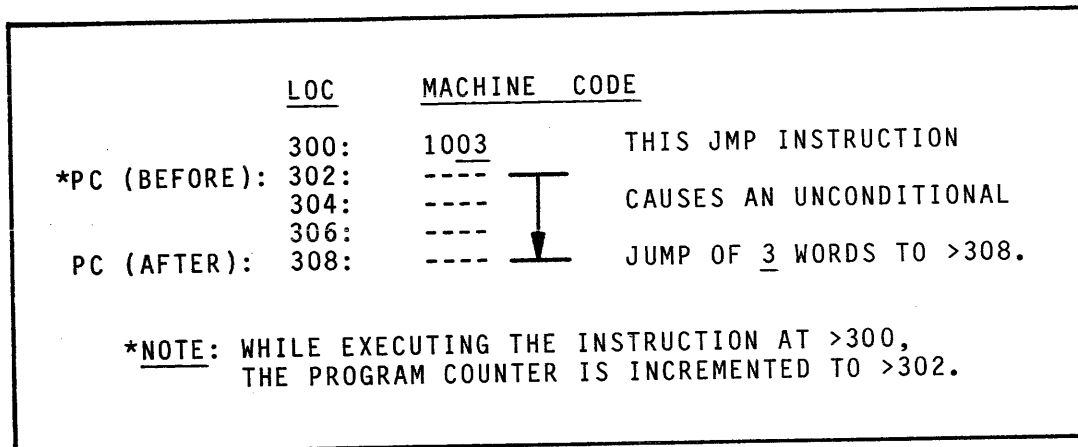 LOC MACHINE CODE
300: 1003 THIS JMP INSTRUCTION
*PC (BEFORE): 302: ----
304: ---- CAUSES AN UNCONDITIONAL
306: ----
PC (AFTER): 308: ---- JUMP OF 3 WORDS TO >308.
*NOTE: WHILE EXECUTING THE INSTRUCTION AT >300,
THE PROGRAM COUNTER IS INCREMENTED TO >302.